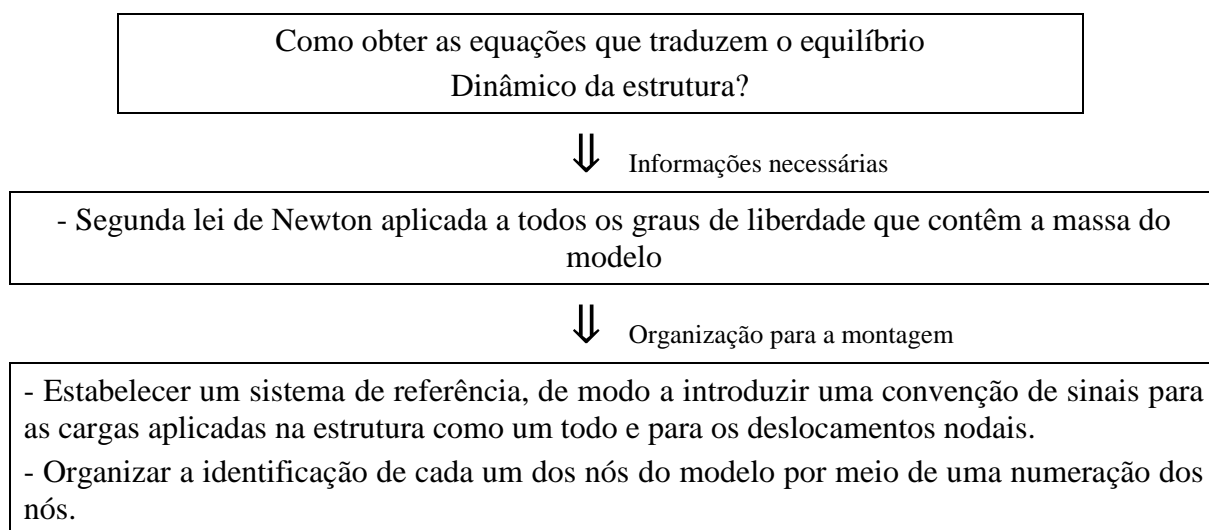 Como obter as equações que traduzem o equilíbrio
Dinâmico da estrutura?
⇓ Informações necessárias
- Segunda lei de Newton aplicada a todos os graus de liberdade que contêm a massa do
modelo
⇓ Organização para a montagem
- Estabelecer um sistema de referência, de modo a introduzir uma convenção de sinais para
as cargas aplicadas na estrutura como um todo e para os deslocamentos nodais.
- Organizar a identificação de cada um dos nós do modelo por meio de uma numeração dos
nós.